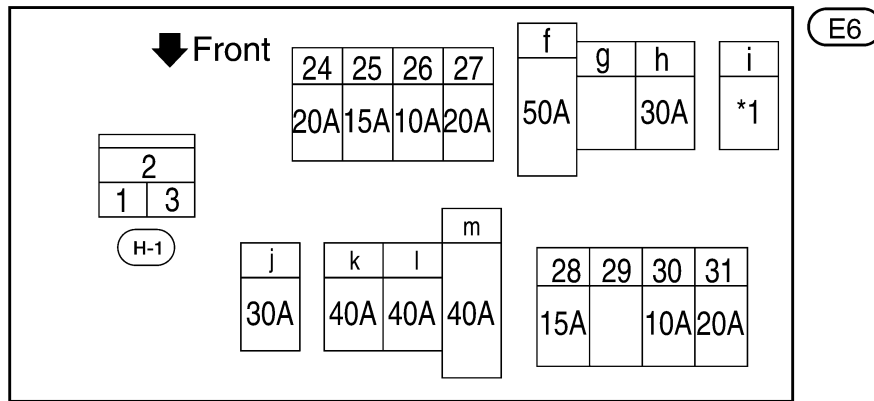 E6
Front
24 25 26 27
20A 15A 10A 20A
f g h i
50A 30A *1
2
1 3
H-1
j k l m
30A 40A 40A 40A
28 29 30 31
15A 10A 20A